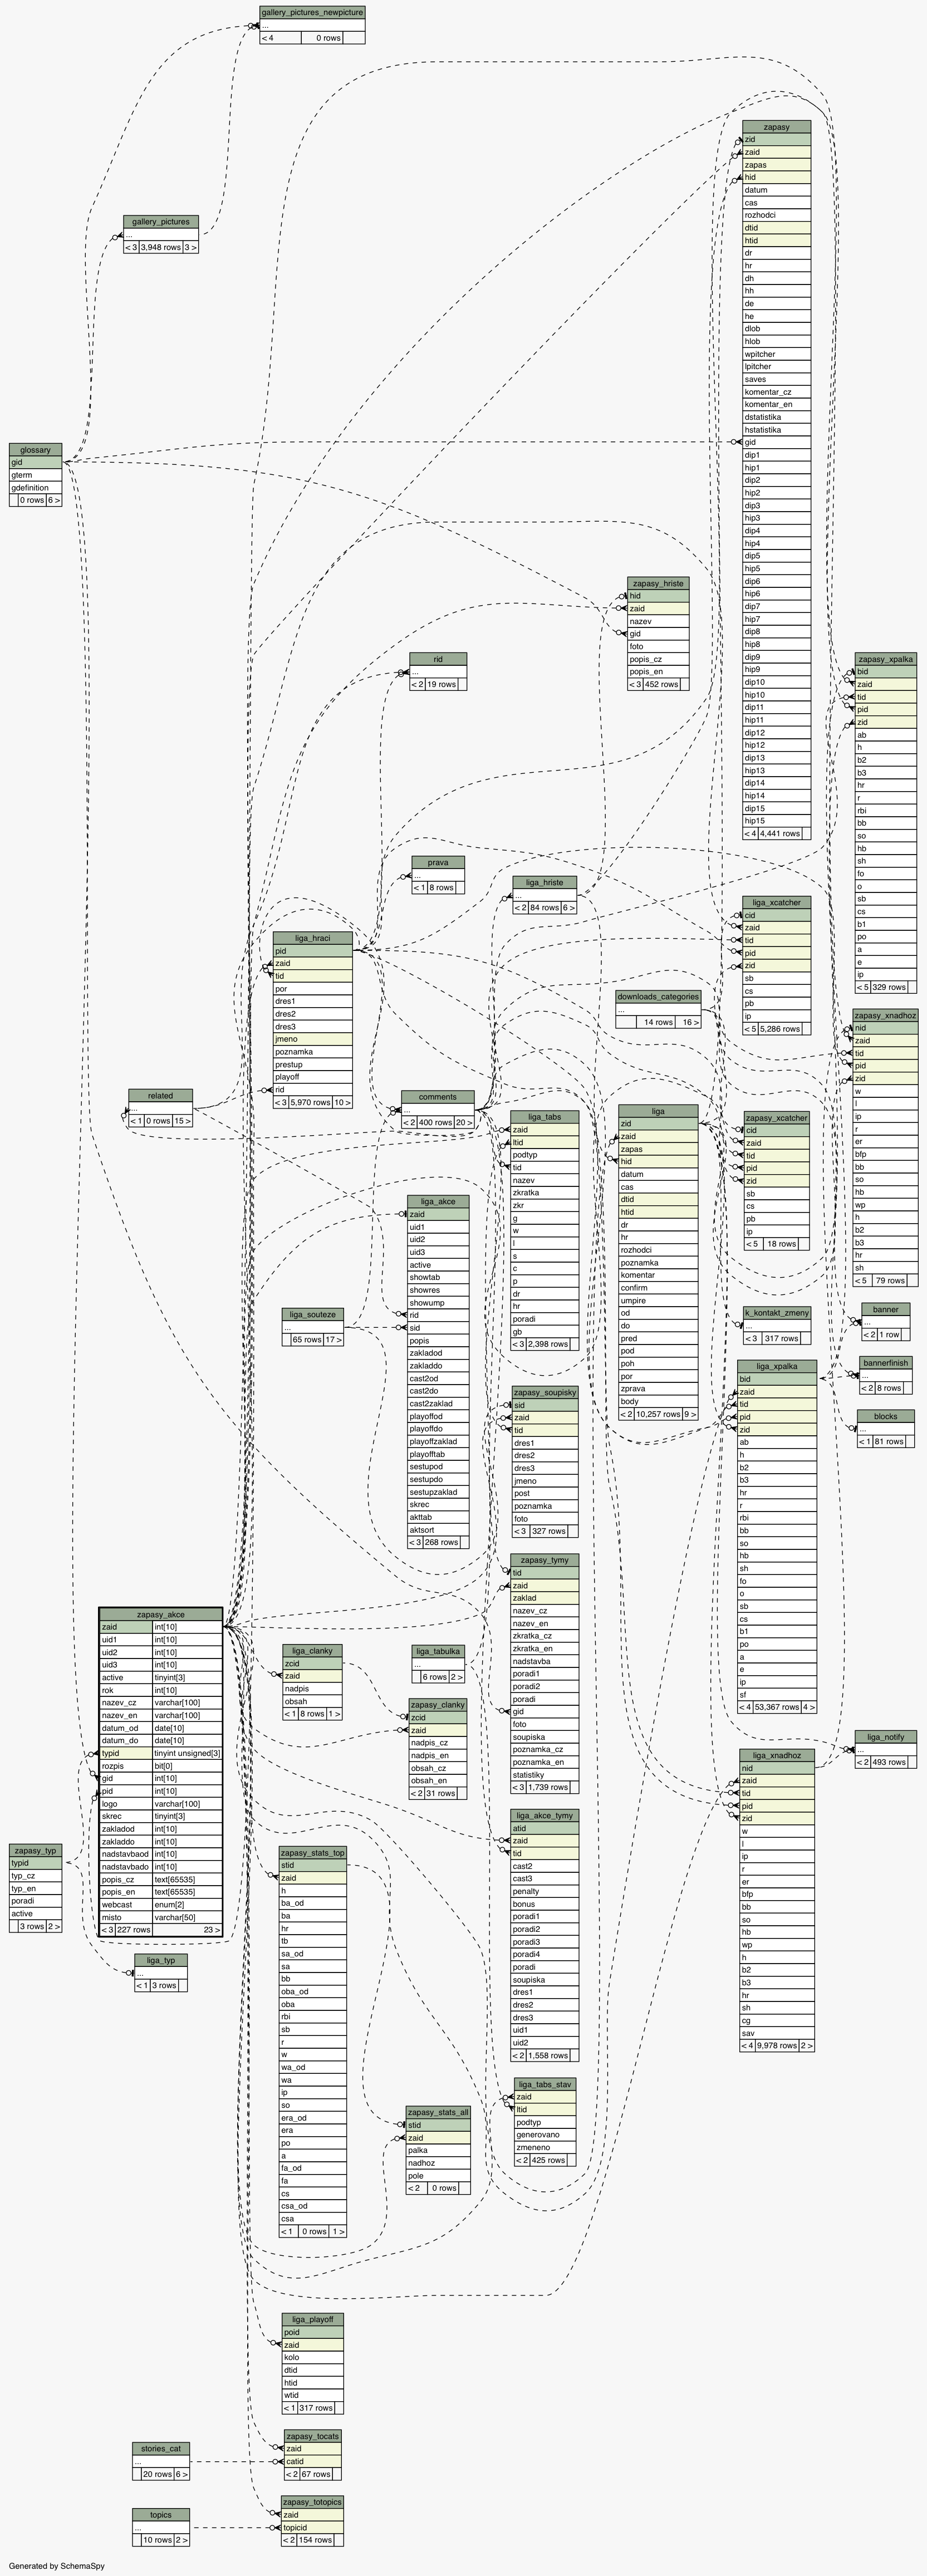 gallery_pictures_newpicture
...
< 4 0 rows
gallery_pictures
...
< 3 3,948 rows 3 >
zapasy
zid
zaid
zapas
hid
datum
cas
rozhodci
dtid
htid
dr
hr
dh
hh
de
he
dlob
hlob
wpitcher
lpitcher
saves
komentar_cz
komentar_en
dstatistika
hstatistika
gid
dip1
hip1
dip2
hip2
dip3
hip3
dip4
hip4
dip5
hip5
dip6
hip6
dip7
hip7
dip8
hip8
dip9
hip9
dip10
hip10
dip11
hip11
dip12
hip12
dip13
hip13
dip14
hip14
dip15
hip15
< 4 4,441 rows
glossary
gid
gterm
gdefinition
0 rows 6 >
zapasy_hriste
hid
zaid
nazev
gid
foto
popis_cz
popis_en
< 3 452 rows
rid
...
< 2 19 rows
zapasy_xpalka
bid
zaid
tid
pid
zid
ab
h
b2
b3
hr
r
rbi
bb
so
hb
sh
fo
o
sb
cs
b1
po
a
e
ip
< 5 329 rows
prava
...
< 1 8 rows
liga_hriste
...
< 2 84 rows 6 >
liga_xcatcher
cid
zaid
tid
pid
zid
sb
cs
pb
ip
< 5 5,286 rows
liga_hraci
pid
zaid
tid
por
dres1
dres2
dres3
jmeno
poznamka
prestup
playoff
rid
< 3 5,970 rows 10 >
downloads_categories
...
14 rows 16 >
zapasy_xnadhoz
nid
zaid
tid
pid
zid
w
l
ip
r
er
bfp
bb
so
hb
wp
h
b2
b3
hr
sh
< 5 79 rows
related
...
< 1 0 rows 15 >
comments
...
< 2 400 rows 20 >
liga_tabs
zaid
ltid
podtyp
tid
nazev
zkratka
zkr
g
w
l
s
c
p
dr
hr
poradi
gb
< 3 2,398 rows
liga
zid
zaid
zapas
hid
datum
cas
dtid
htid
dr
hr
rozhodci
poznamka
komentar
confirm
umpire
od
do
pred
pod
poh
por
zprava
body
< 2 10,257 rows 9 >
zapasy_xcatcher
cid
zaid
tid
pid
zid
sb
cs
pb
ip
< 5 18 rows
liga_akce
zaid
uid1
uid2
uid3
active
showtab
showres
showump
rid
sid
popis
zakladod
zakladdo
cast2od
cast2do
cast2zaklad
playoffod
playoffdo
playoffzaklad
playofftab
sestupod
sestupdo
sestupzaklad
skrec
akttab
aktsort
< 3 268 rows
liga_souteze
...
65 rows 17 >
k_kontakt_zmeny
...
< 3 317 rows
banner
...
< 2 1 row
bannerfinish
...
< 2 8 rows
blocks
...
< 1 81 rows
liga_xpalka
bid
zaid
tid
pid
zid
ab
h
b2
b3
hr
r
rbi
bb
so
hb
sh
fo
o
sb
cs
b1
po
a
e
ip
sf
< 4 53,367 rows 4 >
zapasy_soupisky
sid
zaid
tid
dres1
dres2
dres3
jmeno
post
poznamka
foto
< 3 327 rows
zapasy_tymy
tid
zaid
zaklad
nazev_cz
nazev_en
zkratka_cz
zkratka_en
nadstavba
poradi1
poradi2
poradi
gid
foto
soupiska
poznamka_cz
poznamka_en
statistiky
< 3 1,739 rows
zapasy_akce
zaid int[10]
uid1 int[10]
uid2 int[10]
uid3 int[10]
active tinyint[3]
rok int[10]
nazev_cz varchar[100]
nazev_en varchar[100]
datum_od date[10]
datum_do date[10]
typid tinyint unsigned[3]
rozpis bit[0]
gid int[10]
pid int[10]
logo varchar[100]
skrec tinyint[3]
zakladod int[10]
zakladdo int[10]
nadstavbaod int[10]
nadstavbado int[10]
popis_cz text[65535]
popis_en text[65535]
webcast enum[2]
misto varchar[50]
< 3 227 rows 23 >
liga_clanky
zcid
zaid
nadpis
obsah
< 1 8 rows 1 >
liga_tabulka
...
6 rows 2 >
zapasy_clanky
zcid
zaid
nadpis_cz
nadpis_en
obsah_cz
obsah_en
< 2 31 rows
liga_notify
...
< 2 493 rows
liga_xnadhoz
nid
zaid
tid
pid
zid
w
l
ip
r
er
bfp
bb
so
hb
wp
h
b2
b3
hr
sh
cg
sav
< 4 9,978 rows 2 >
liga_akce_tymy
atid
zaid
tid
cast2
cast3
penalty
bonus
poradi1
poradi2
poradi3
poradi4
poradi
soupiska
dres1
dres2
dres3
uid1
uid2
< 2 1,558 rows
zapasy_typ
typid
typ_cz
typ_en
poradi
active
3 rows 2 >
zapasy_stats_top
stid
zaid
h
ba_od
ba
hr
tb
sa_od
sa
bb
oba_od
oba
rbi
sb
r
w
wa_od
wa
ip
so
era_od
era
po
a
fa_od
fa
cs
csa_od
csa
< 1 0 rows 1 >
liga_typ
...
< 1 3 rows
liga_tabs_stav
zaid
ltid
podtyp
generovano
zmeneno
< 2 425 rows
zapasy_stats_all
stid
zaid
palka
nadhoz
pole
< 2 0 rows
liga_playoff
poid
zaid
kolo
dtid
htid
wtid
< 1 317 rows
zapasy_tocats
zaid
catid
< 2 67 rows
stories_cat
...
20 rows 6 >
zapasy_totopics
zaid
topicid
< 2 154 rows
topics
...
10 rows 2 >
Generated by SchemaSpy